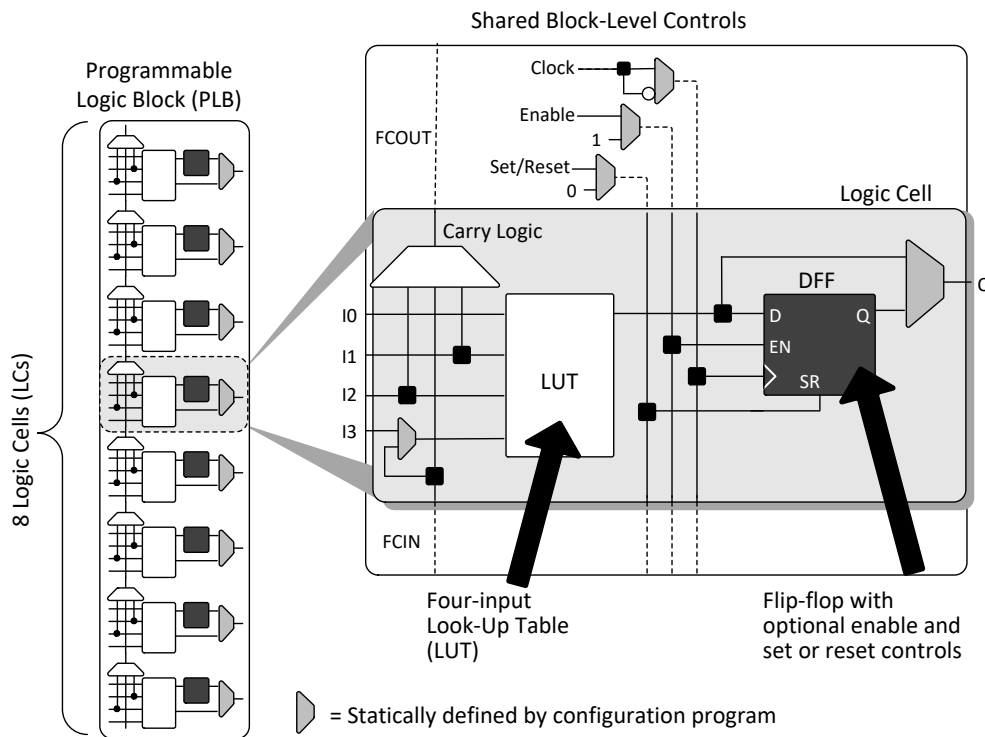 Shared Block-Level Controls
Programmable
Logic Block (PLB)
8 Logic Cells (LCs)
Clock
Enable
1
FCOUT
Set/Reset
0
Logic Cell
Carry Logic
I0
I1
I2
I3
LUT
DFF
D
Q
EN
SR
O
FCIN
Four-input
Look-Up Table
(LUT)
Flip-flop with
optional enable and
set or reset controls
= Statically defined by configuration program